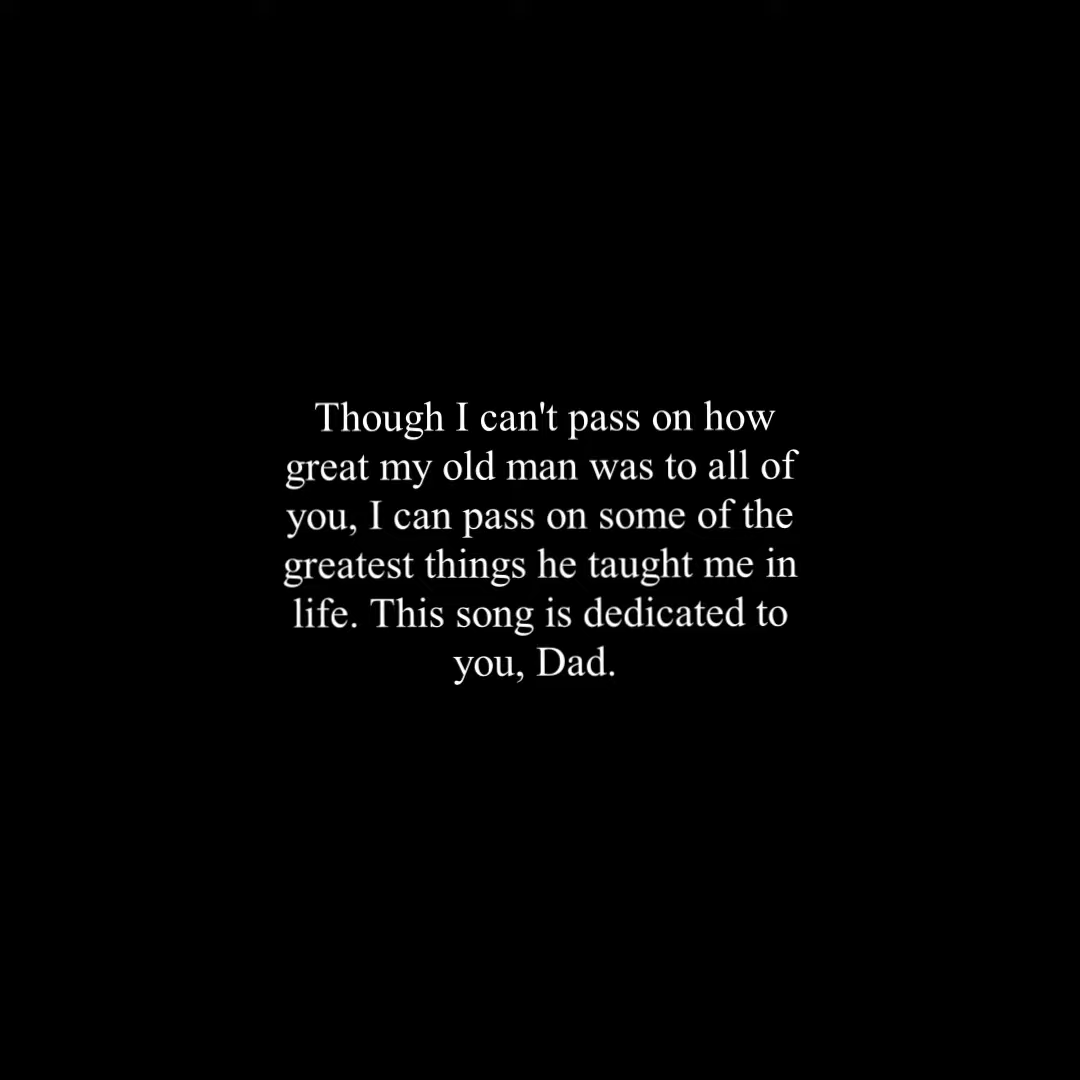 Though I can't pass on how
great my old man was to all of
you, I can pass on some of the
greatest things he taught me in
life. This song is dedicated to
you, Dad.